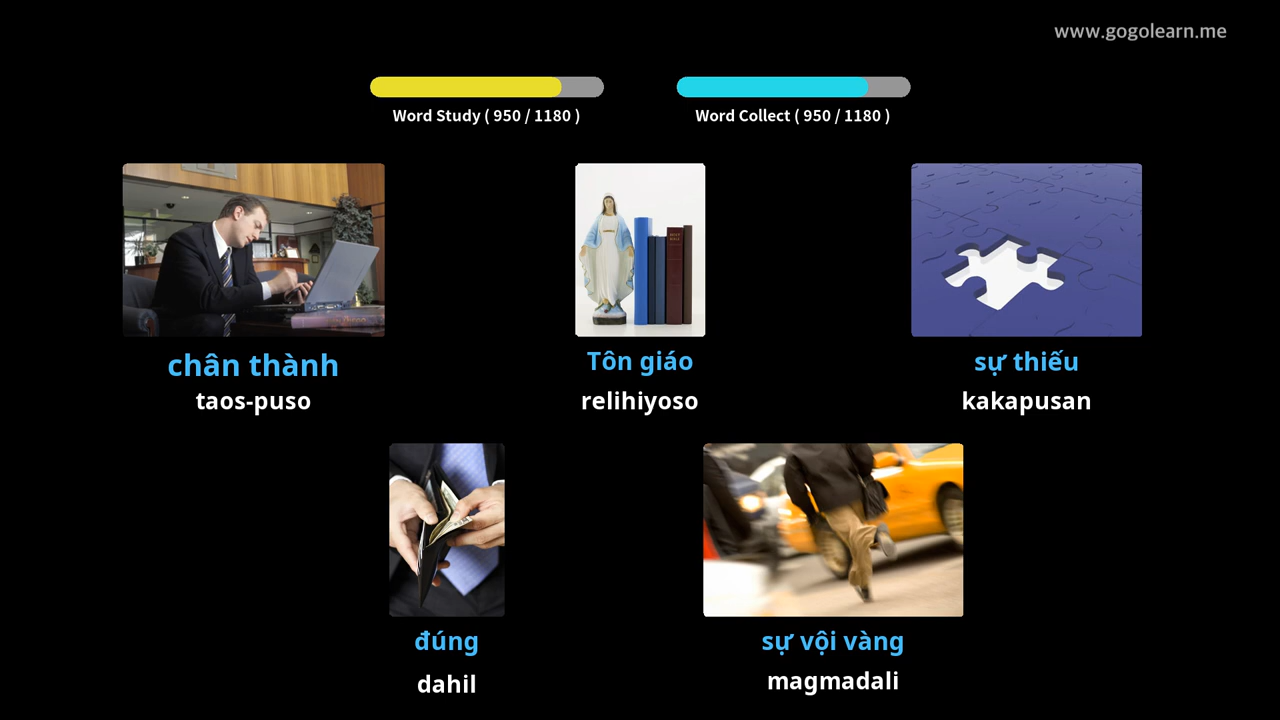 www.gogolearn.me
Word Study ( 950 / 1180 )
Word Collect ( 950 / 1180 )
chân thành
taos-puso
Tôn giáo
relihiyoso
sự thiếu
kakapusan
đúng
dahil
sự vội vàng
magmadali